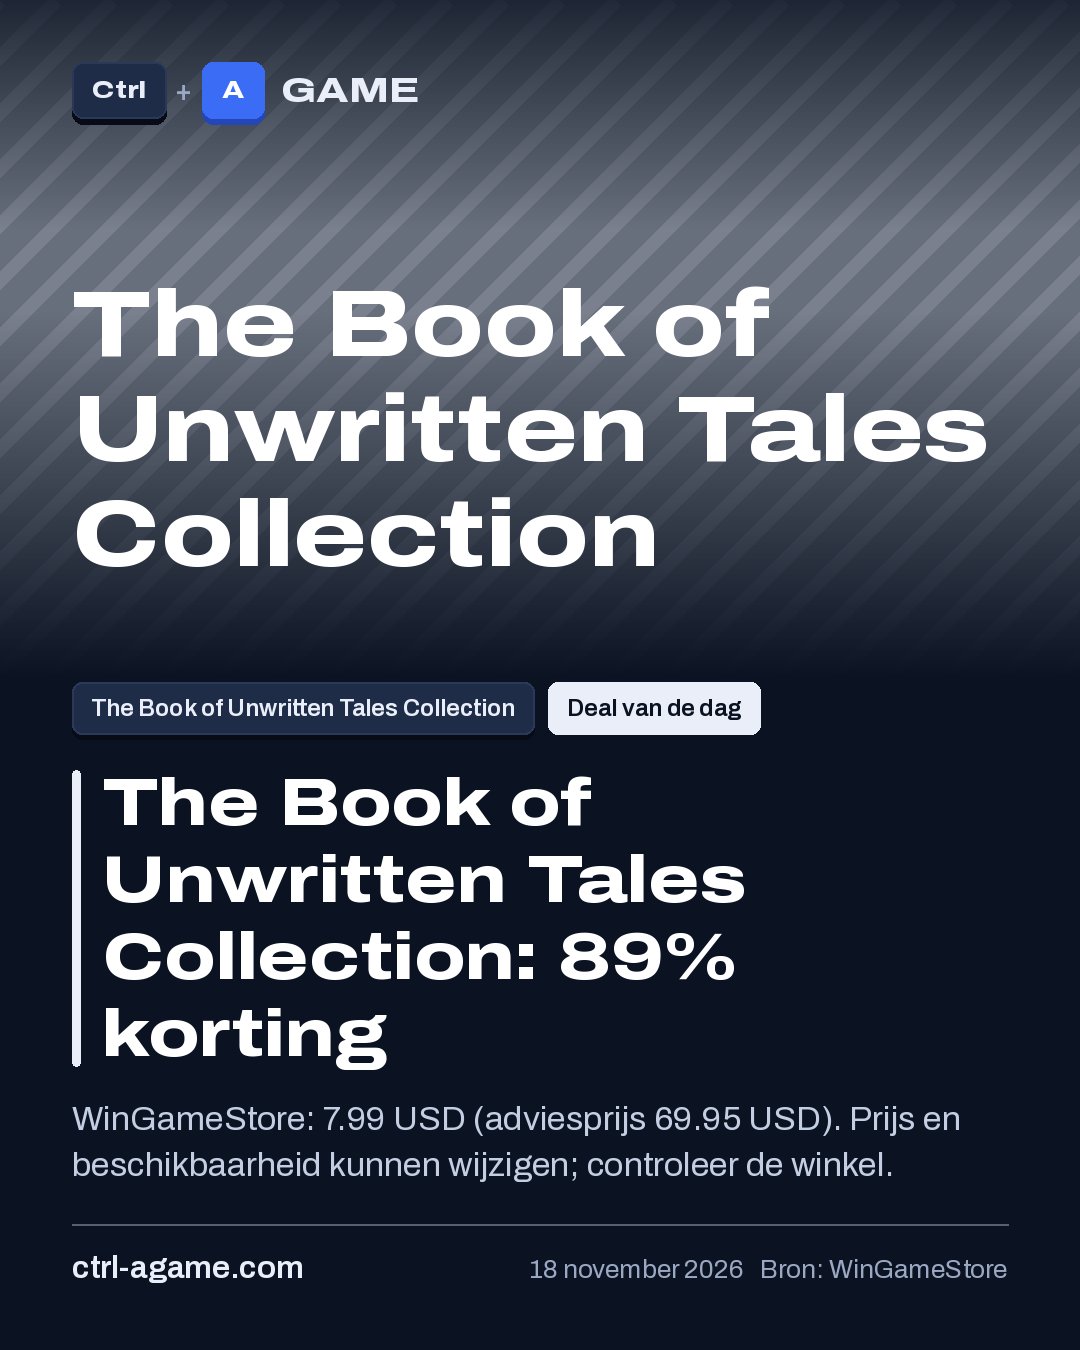 Ctrl + A GAME
The Book of
Unwritten Tales
Collection
The Book of Unwritten Tales Collection Deal van de dag
The Book of
Unwritten Tales
Collection: 89%
korting
WinGameStore: 7.99 USD (adviesprijs 69.95 USD). Prijs en
beschikbaarheid kunnen wijzigen; controleer de winkel.
ctrl-agame.com 18 november 2026 Bron: WinGameStore